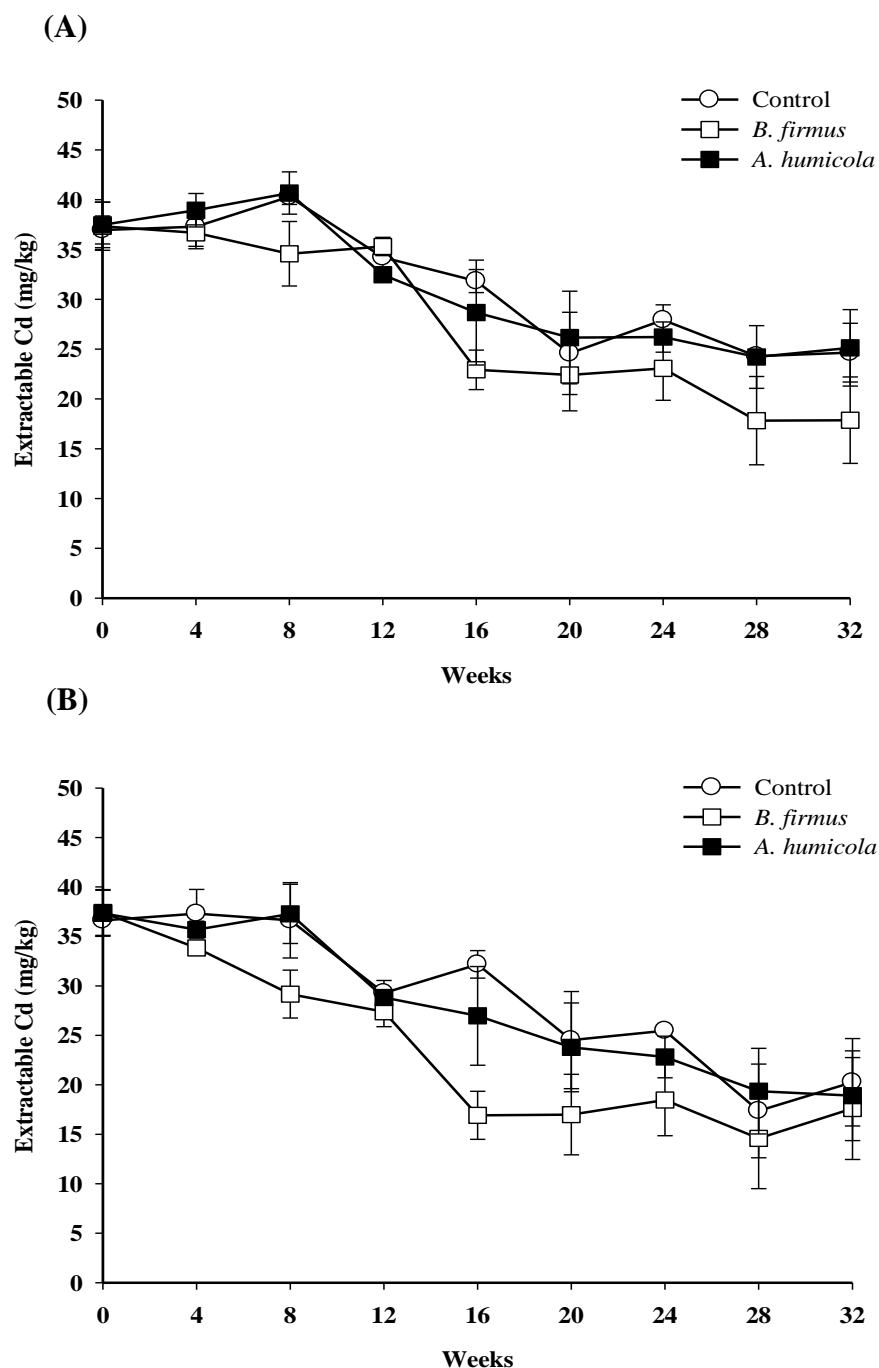 (A)
50
45
40
35
30
25
20
15
10
5
0
Extractable Cd (mg/kg)
Control
B. firmus
A. humicola
0 4 8 12 16 20 24 28 32
Weeks
(B)
50
45
40
35
30
25
20
15
10
5
0
Extractable Cd (mg/kg)
Control
B. firmus
A. humicola
0 4 8 12 16 20 24 28 32
Weeks